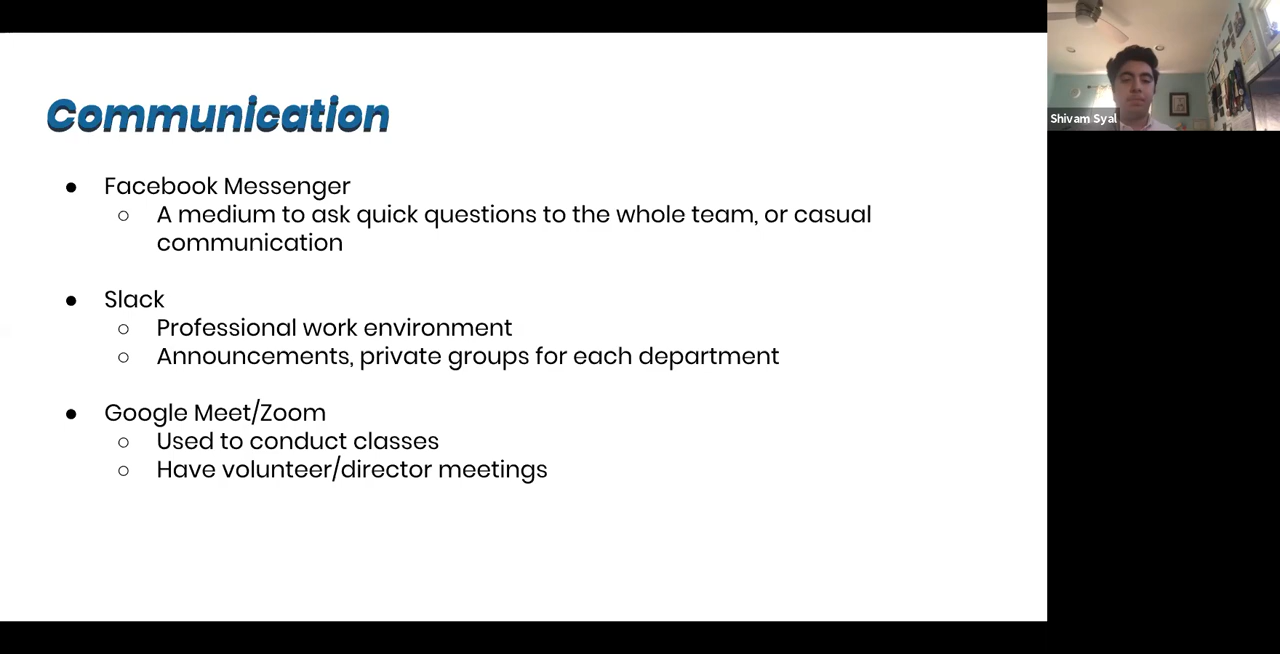 Communication
● Facebook Messenger
○ A medium to ask quick questions to the whole team, or casual
communication
● Slack
○ Professional work environment
○ Announcements, private groups for each department
● Google Meet/Zoom
○ Used to conduct classes
○ Have volunteer/director meetings
Shivam Syal